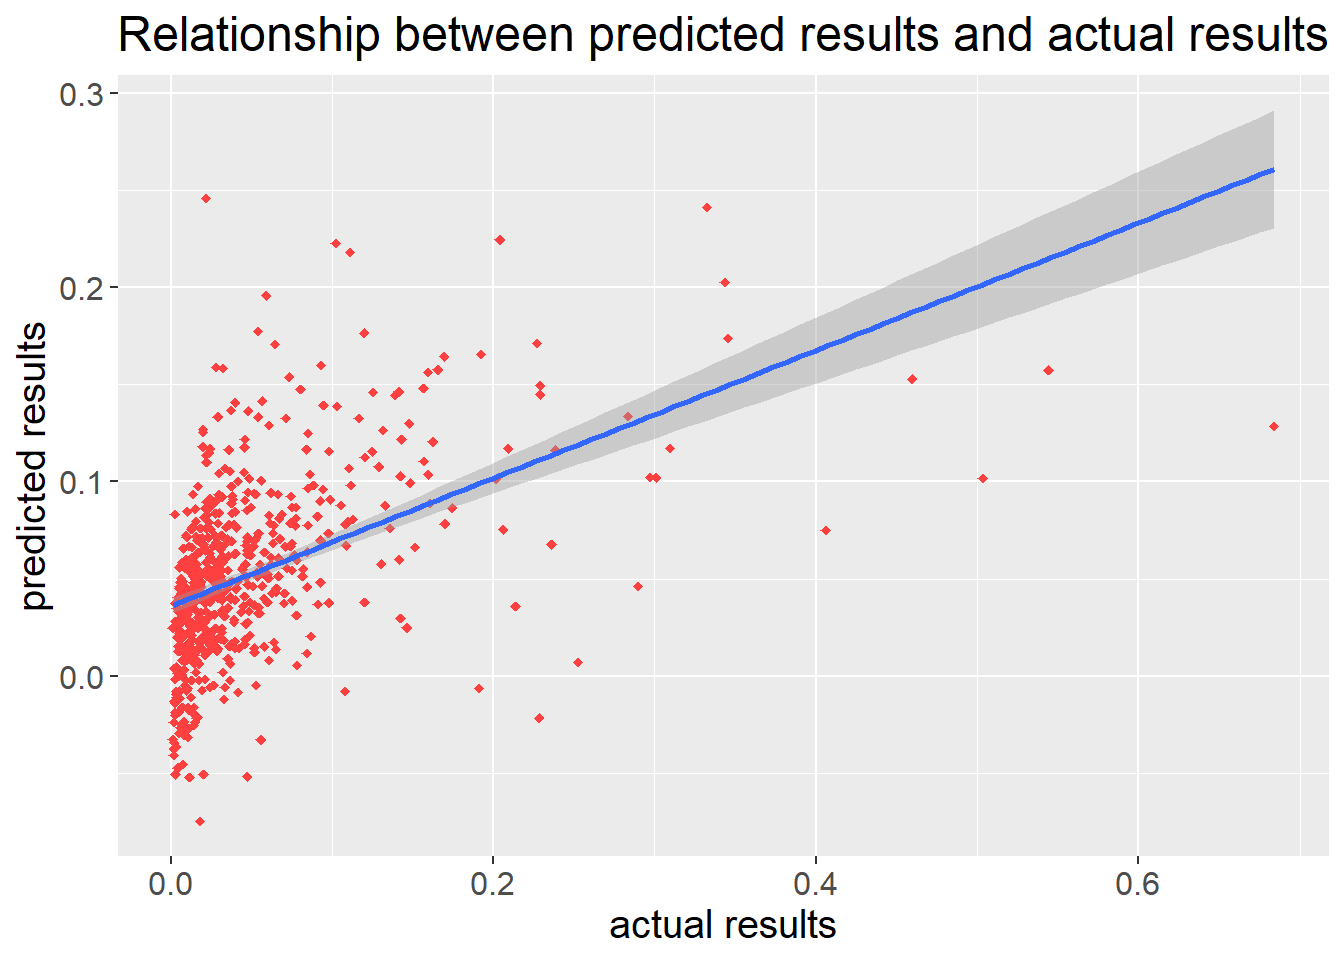 Relationship between predicted results and actual results
predicted results
0.3
0.2
0.1
0.0
0.0 0.2 0.4 0.6
actual results